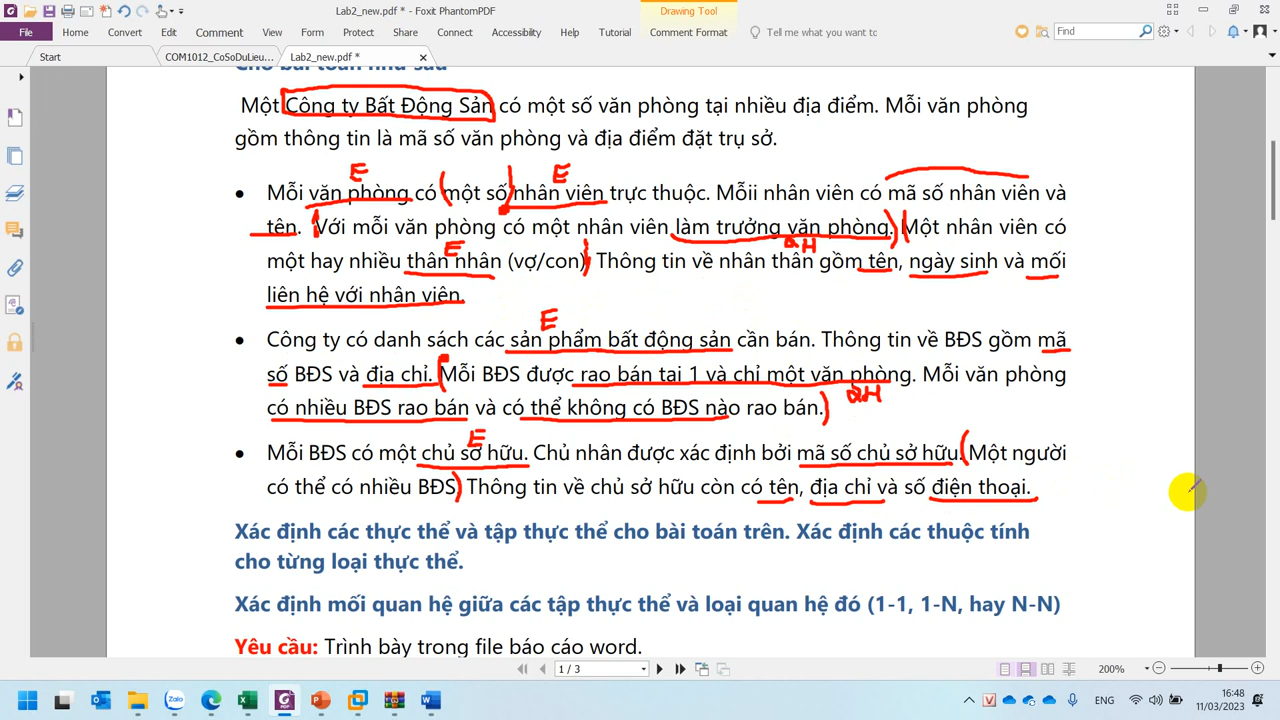 Lab2_new.pdf * - Foxit PhantomPDF
Drawing Tool
File Home Convert Edit Comment View Form Protect Share Connect Accessibility Help Tutorial Comment Format Tell me what you want to Find
Start COM1012_CoSoDuLieu... Lab2_new.pdf *
Cho bài toán như sau
Một Công ty Bất Động Sản có một số văn phòng tại nhiều địa điểm. Mỗi văn phòng
gồm thông tin là mã số văn phòng và địa điểm đặt trụ sở.
E E
Mỗi văn phòng có một số nhân viên trực thuộc. Mỗii nhân viên có mã số nhân viên và
tên. Với mỗi văn phòng có một nhân viên làm trưởng văn phòng. Một nhân viên có
E QH
một hay nhiều thân nhân (vợ/con). Thông tin về nhân thân gồm tên, ngày sinh và mối
liên hệ với nhân viên.
E
Công ty có danh sách các sản phẩm bất động sản cần bán. Thông tin về BĐS gồm mã
số BĐS và địa chỉ. Mỗi BĐS được rao bán tại 1 và chỉ một văn phòng. Mỗi văn phòng
QH
có nhiều BĐS rao bán và có thể không có BĐS nào rao bán.
E
Mỗi BĐS có một chủ sở hữu. Chủ nhân được xác định bởi mã số chủ sở hữu. Một người
có thể có nhiều BĐS. Thông tin về chủ sở hữu còn có tên, địa chỉ và số điện thoại.
Xác định các thực thể và tập thực thể cho bài toán trên. Xác định các thuộc tính
cho từng loại thực thể.
Xác định mối quan hệ giữa các tập thực thể và loại quan hệ đó (1-1, 1-N, hay N-N)
Yêu cầu: Trình bày trong file báo cáo word.
1 / 3 200%
ENG 16:48
11/03/2023